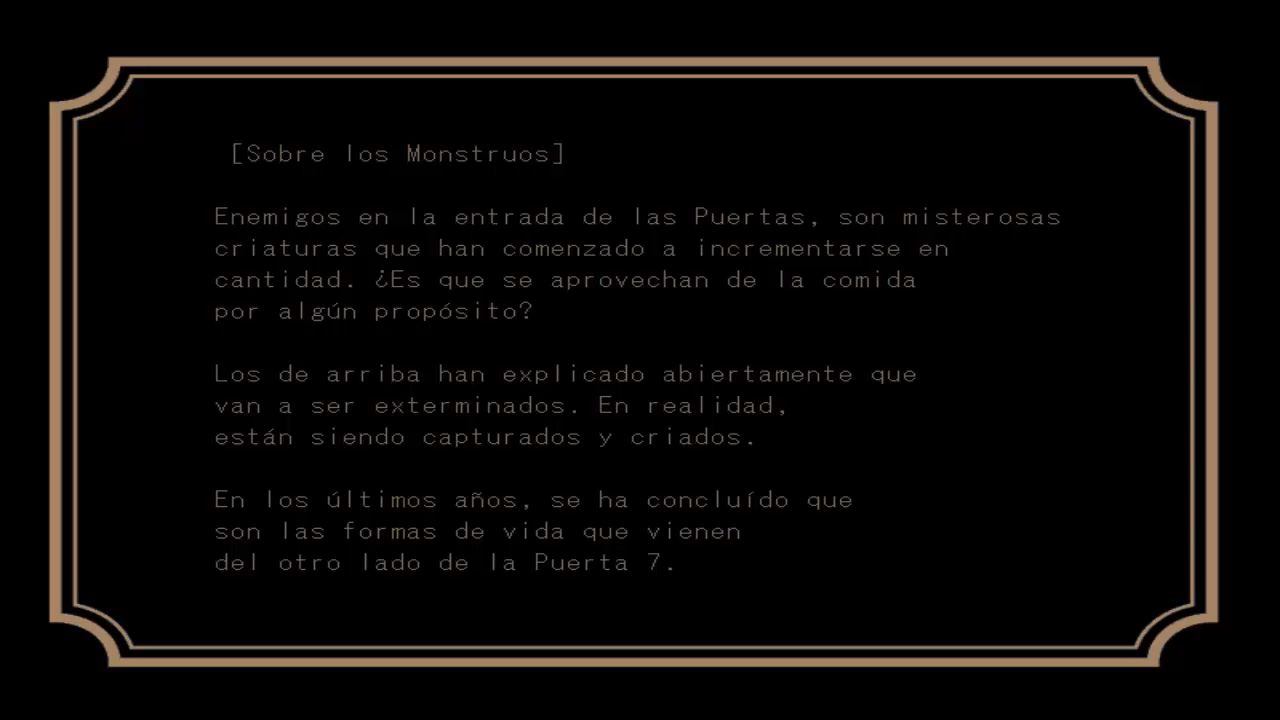 [Sobre los Monstruos]
Enemigos en la entrada de las Puertas, son misterosas
criaturas que han comenzado a incrementarse en
cantidad. ¿Es que se aprovechan de la comida
por algún propósito?
Los de arriba han explicado abiertamente que
van a ser exterminados. En realidad,
están siendo capturados y criados.
En los últimos años, se ha concluído que
son las formas de vida que vienen
del otro lado de la Puerta 7.